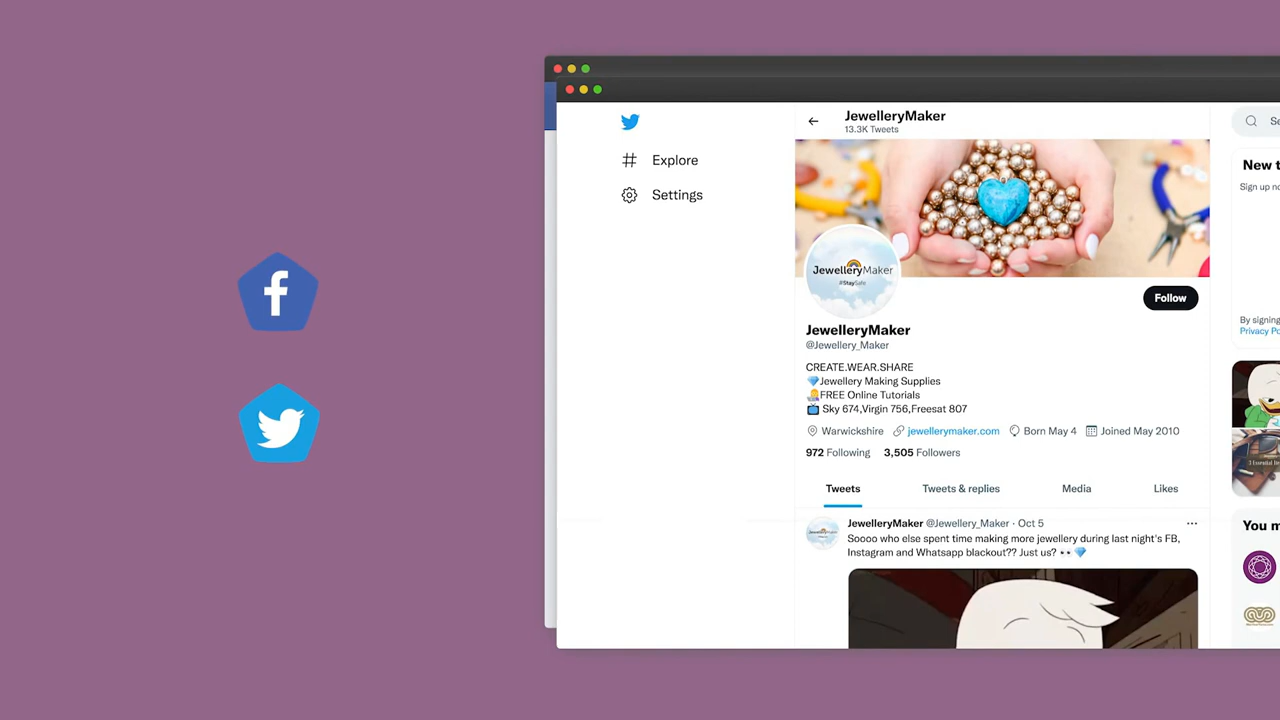 JewelleryMaker
13.3K Tweets
Explore
Settings
New t
Sign up no
JewelleryMaker
#StaySafe
Follow
JewelleryMaker
@Jewellery_Maker
CREATE.WEAR.SHARE
💎Jewellery Making Supplies
FREE Online Tutorials
📺 Sky 674,Virgin 756,Freesat 807
Warwickshire jewellerymaker.com Born May 4 Joined May 2010
972 Following 3,505 Followers
By signing
Privacy Po
Tweets Tweets & replies Media Likes
JewelleryMaker @Jewellery_Maker · Oct 5
Soooo who else spent time making more jewellery during last night's FB,
Instagram and Whatsapp blackout?? Just us? 👀 💎
You m